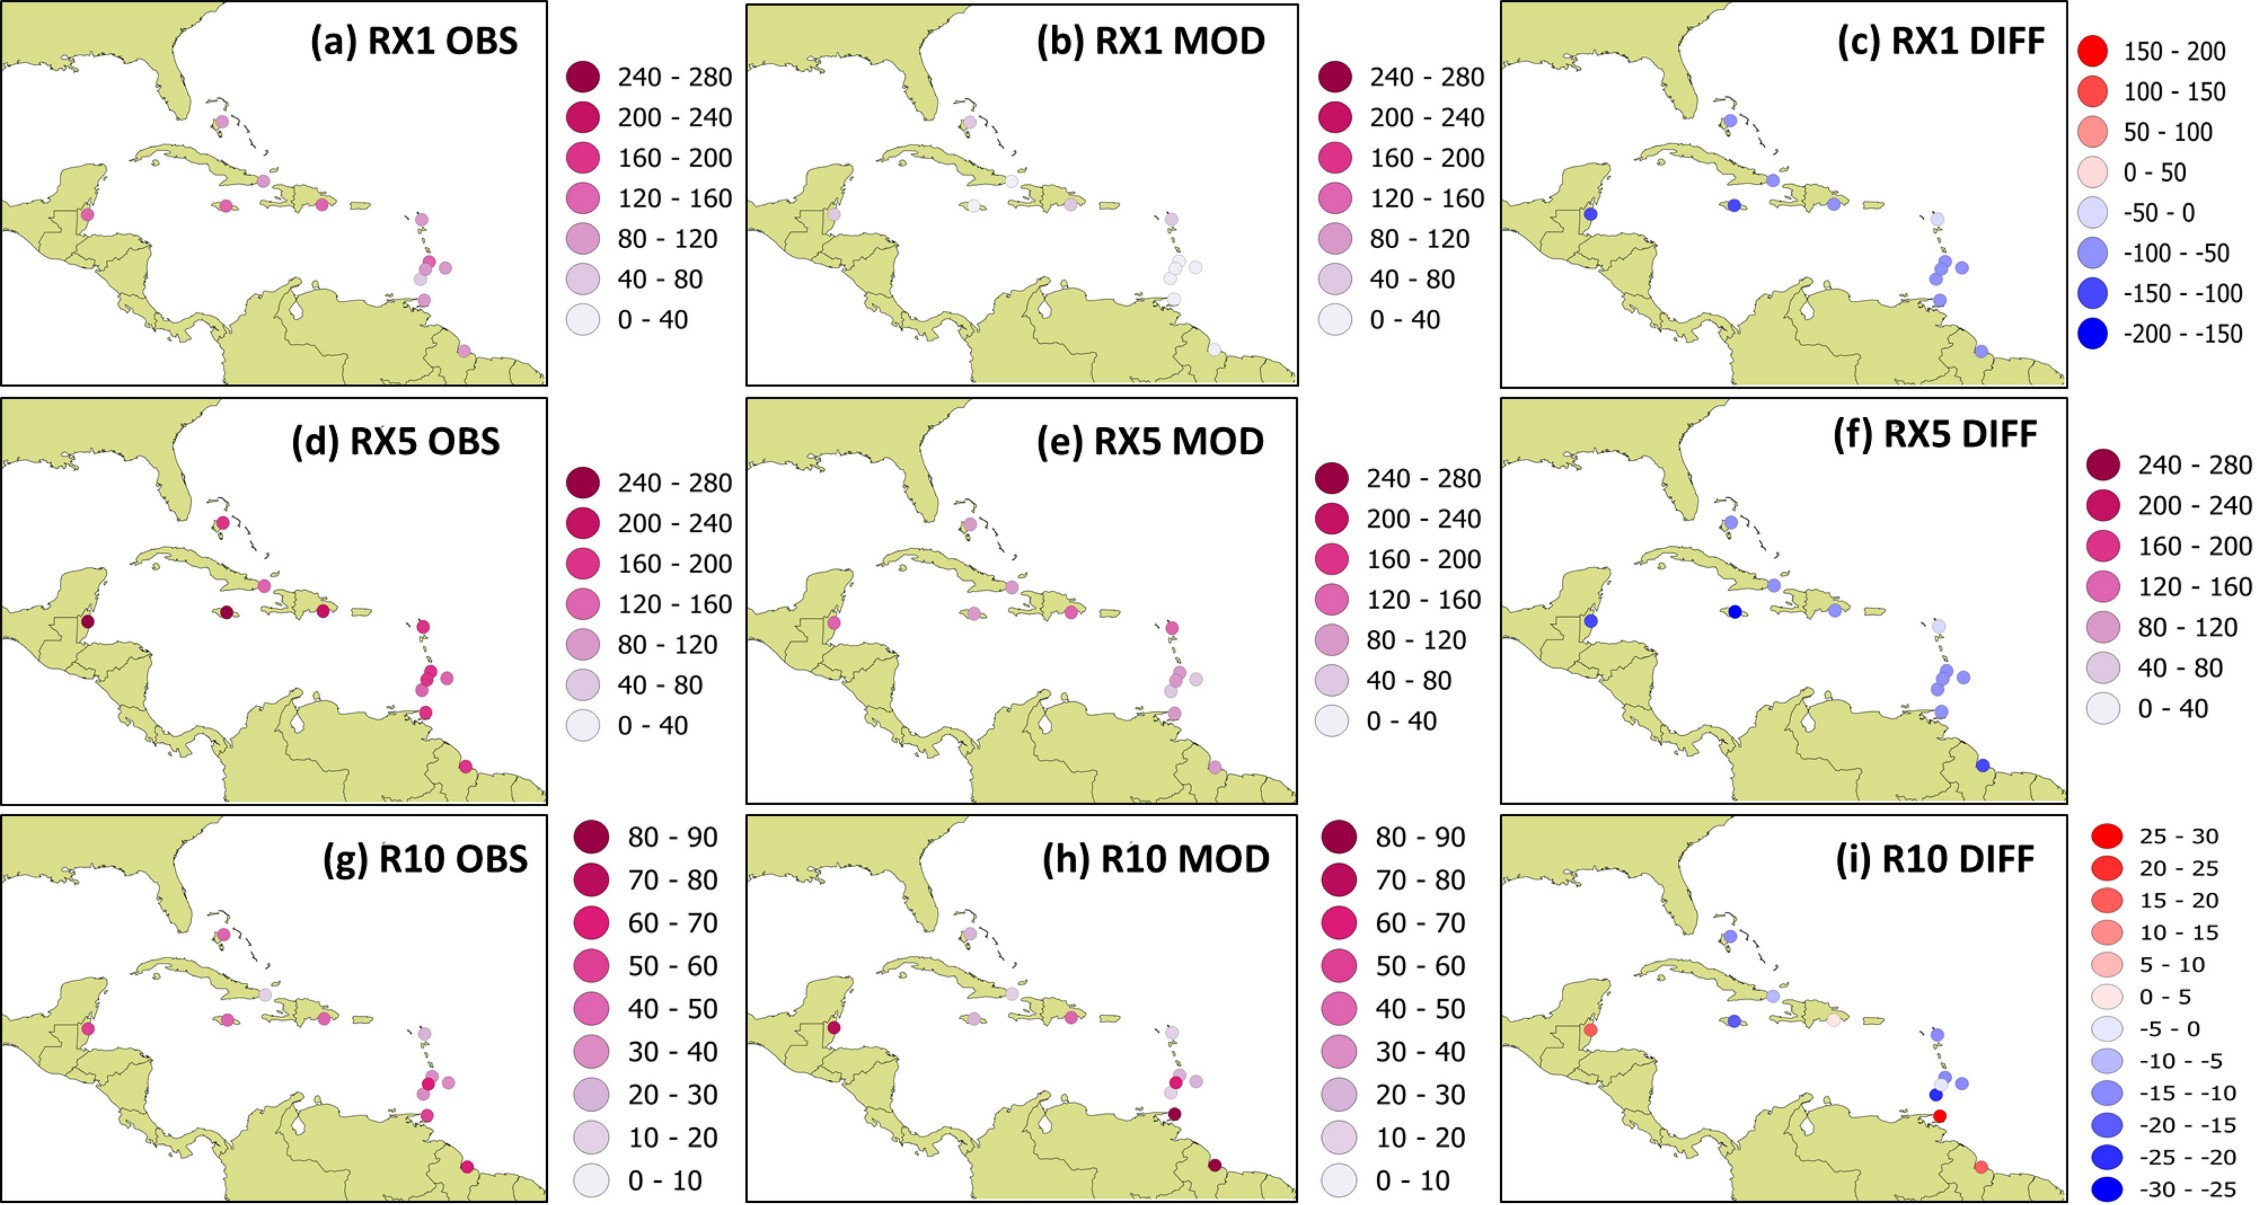 (a) RX1 OBS
240 - 280
200 - 240
160 - 200
120 - 160
80 - 120
40 - 80
0 - 40
(b) RX1 MOD
240 - 280
200 - 240
160 - 200
120 - 160
80 - 120
40 - 80
0 - 40
(c) RX1 DIFF
150 - 200
100 - 150
50 - 100
0 - 50
-50 - 0
-100 - -50
-150 - -100
-200 - -150
(d) RX5 OBS
240 - 280
200 - 240
160 - 200
120 - 160
80 - 120
40 - 80
0 - 40
(e) RX5 MOD
240 - 280
200 - 240
160 - 200
120 - 160
80 - 120
40 - 80
0 - 40
(f) RX5 DIFF
240 - 280
200 - 240
160 - 200
120 - 160
80 - 120
40 - 80
0 - 40
(g) R10 OBS
80 - 90
70 - 80
60 - 70
50 - 60
40 - 50
30 - 40
20 - 30
10 - 20
0 - 10
(h) R10 MOD
80 - 90
70 - 80
60 - 70
50 - 60
40 - 50
30 - 40
20 - 30
10 - 20
0 - 10
(i) R10 DIFF
25 - 30
20 - 25
15 - 20
10 - 15
5 - 10
0 - 5
-5 - 0
-10 - -5
-15 - -10
-20 - -15
-25 - -20
-30 - -25